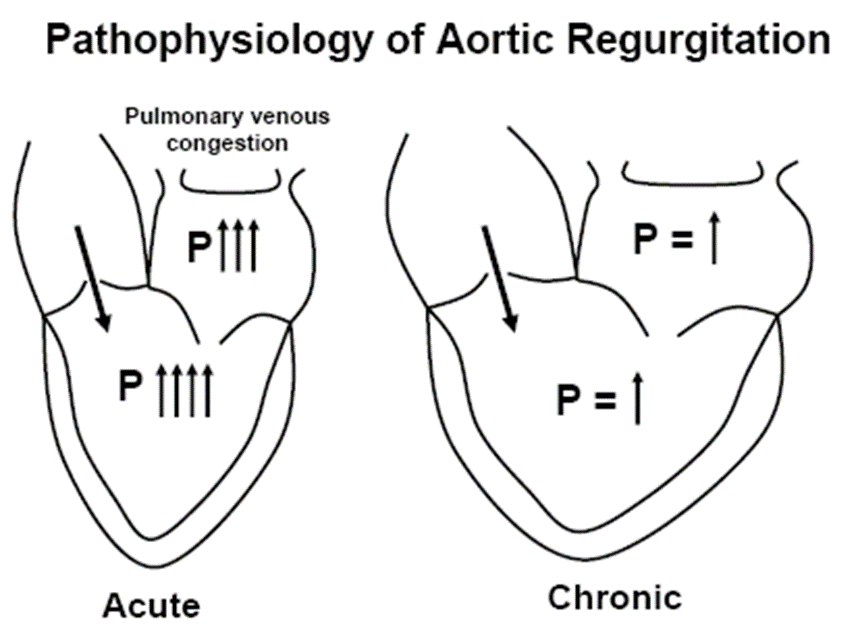 Pathophysiology of Aortic Regurgitation
Pulmonary venous
congestion
P↑↑↑
P ↑↑↑↑
Acute
P = ↑
P = ↑
Chronic